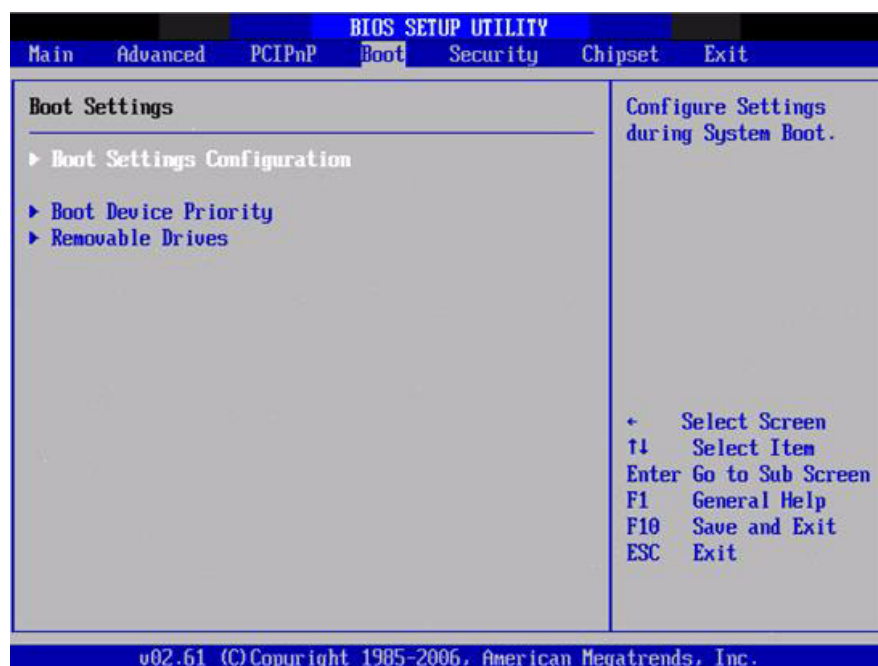 BIOS SETUP UTILITY
Main Advanced PCIPnP Boot Security Chipset Exit
Boot Settings
▶ Boot Settings Configuration
▶ Boot Device Priority
▶ Removable Drives
Configure Settings
during System Boot.
← Select Screen
↑↓ Select Item
Enter Go to Sub Screen
F1 General Help
F10 Save and Exit
ESC Exit
v02.61 (C)Copyright 1985-2006, American Megatrends, Inc.